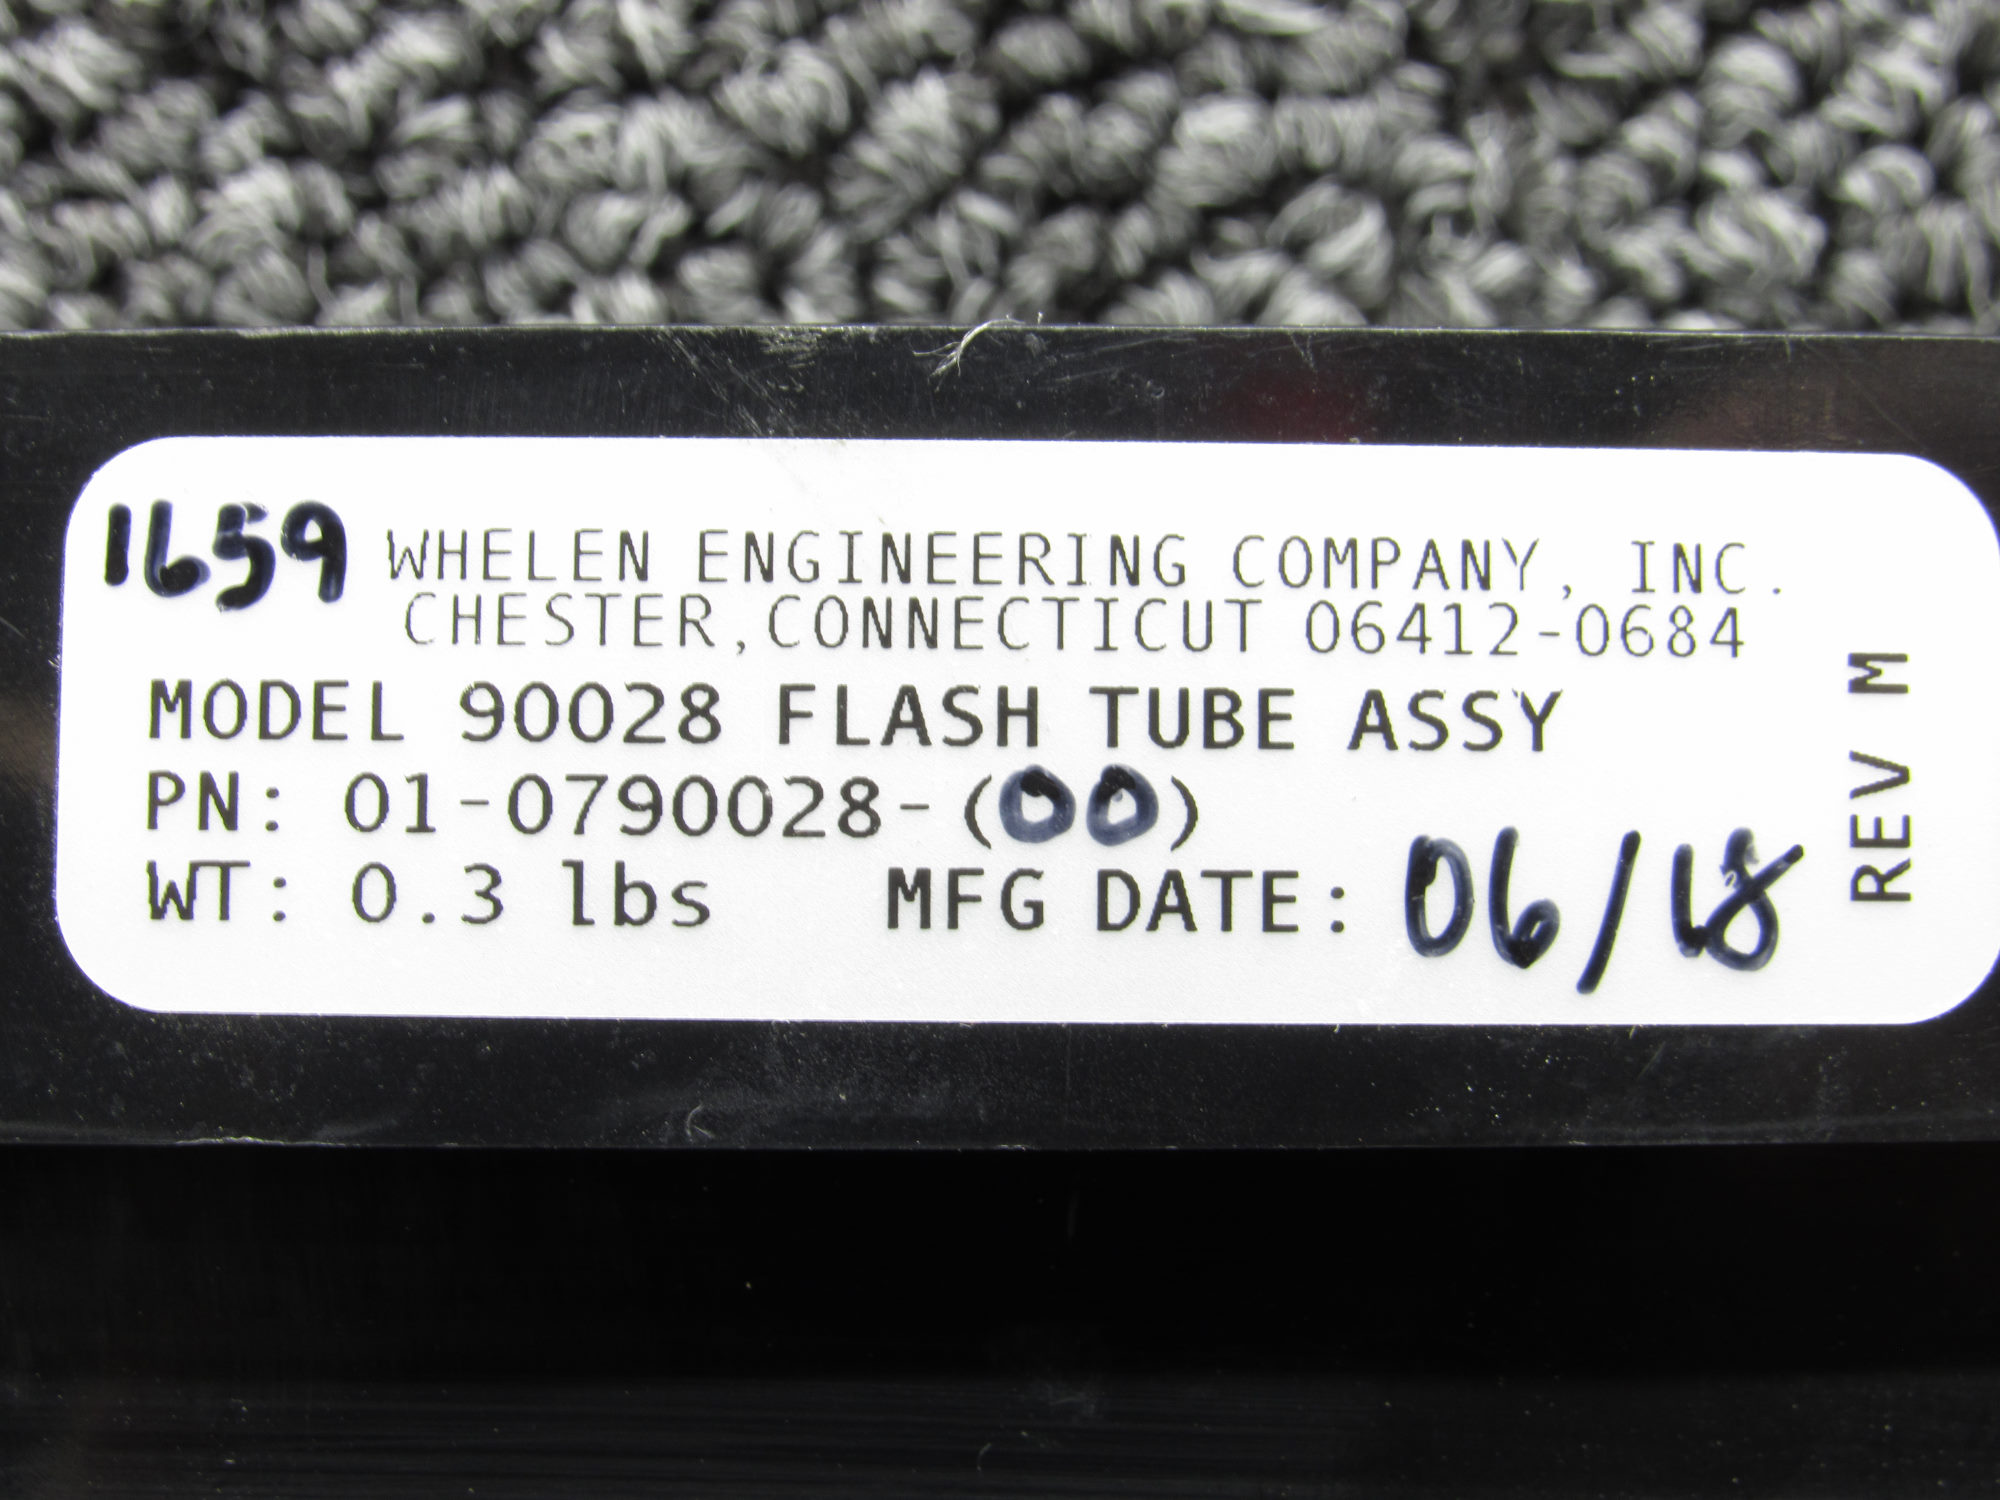 1659 WHELEN ENGINEERING COMPANY, INC.
CHESTER,CONNECTICUT 06412-0684
MODEL 90028 FLASH TUBE ASSY
PN: 01-0790028-(00)
WT: 0.3 lbs MFG DATE: 06/18
REV M